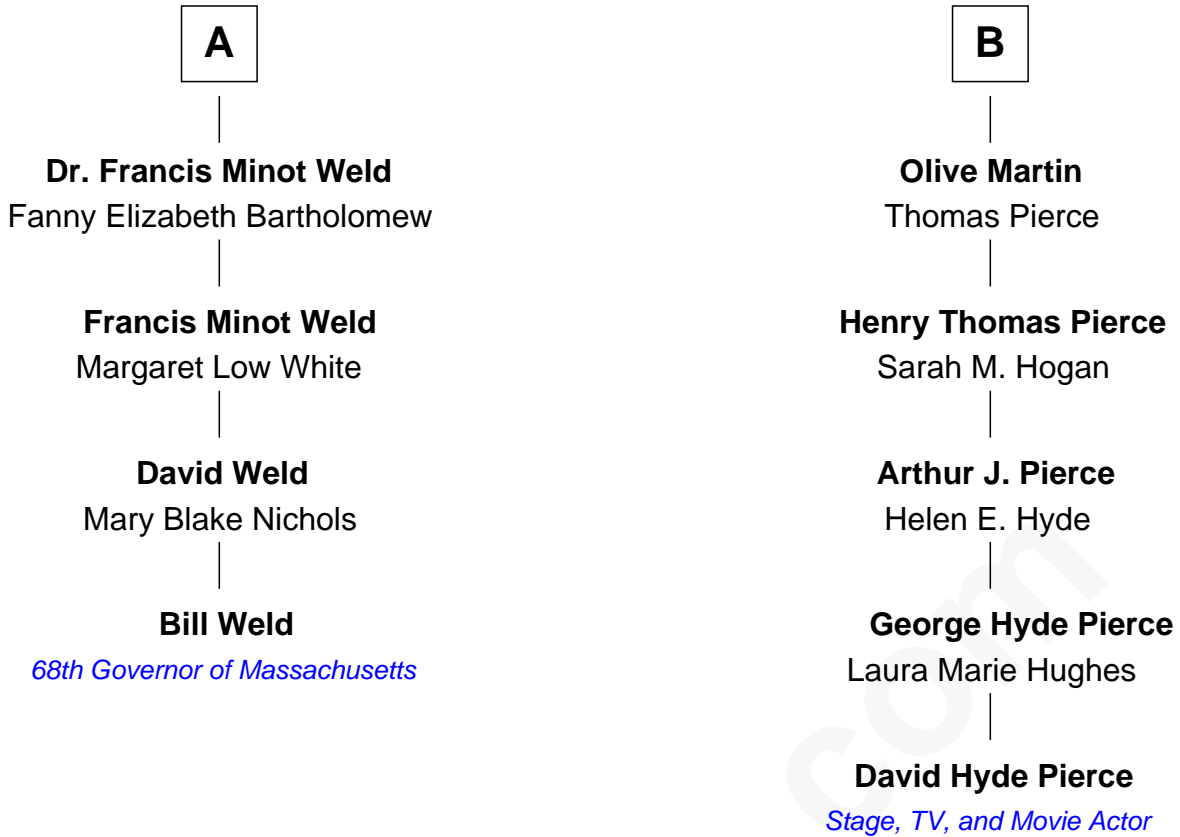 A
Dr. Francis Minot Weld
Fanny Elizabeth Bartholomew
Francis Minot Weld
Margaret Low White
David Weld
Mary Blake Nichols
Bill Weld
68th Governor of Massachusetts
B
Olive Martin
Thomas Pierce
Henry Thomas Pierce
Sarah M. Hogan
Arthur J. Pierce
Helen E. Hyde
George Hyde Pierce
Laura Marie Hughes
David Hyde Pierce
Stage, TV, and Movie Actor
com